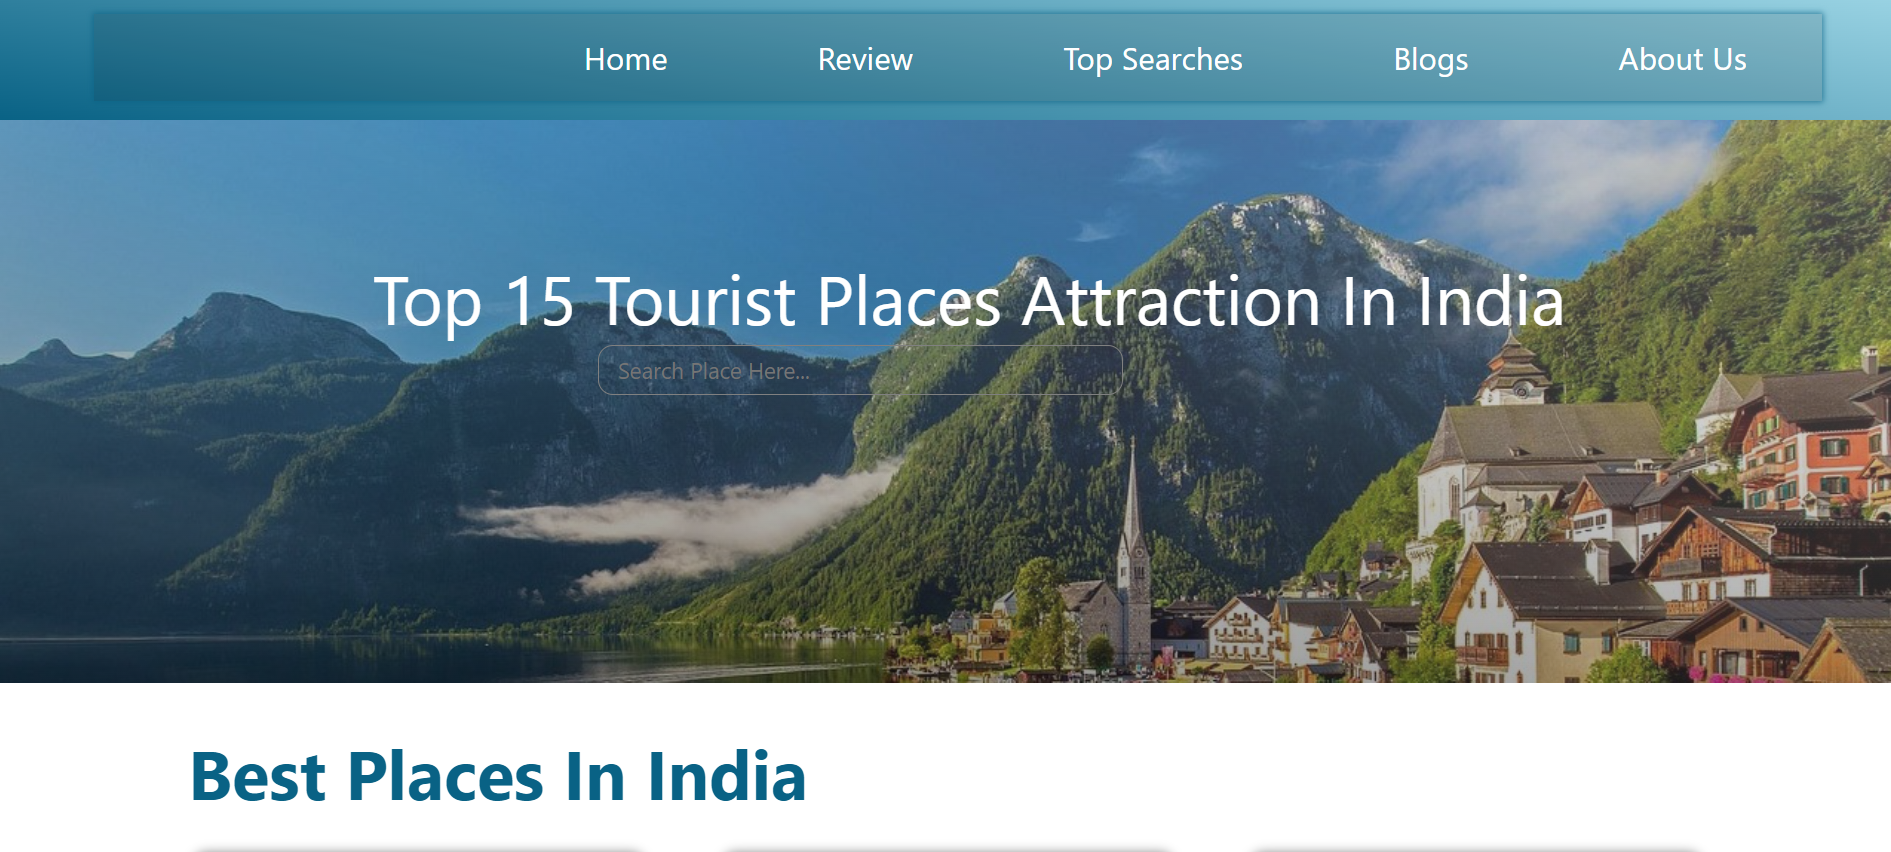 Home Review Top Searches Blogs About Us
Top 15 Tourist Places Attraction In India
Search Place Here...
Best Places In India